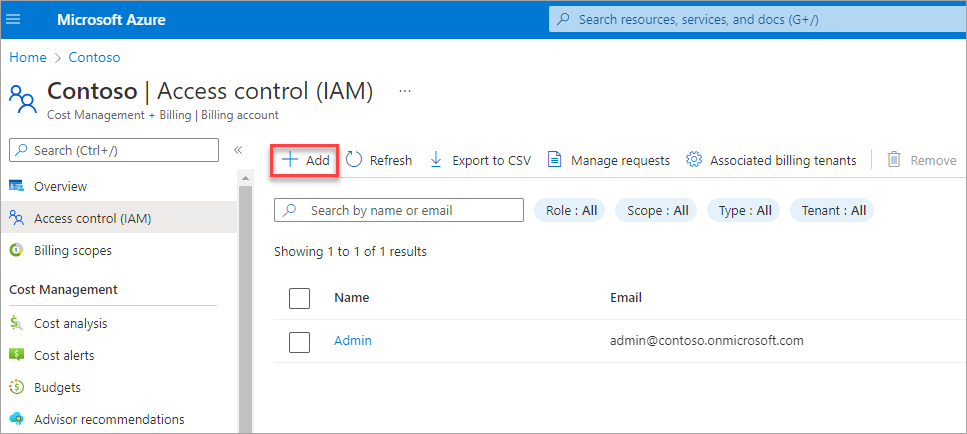 Microsoft Azure
Search resources, services, and docs (G+/)
Home > Contoso
Contoso | Access control (IAM) ...
Cost Management + Billing | Billing account
Search (Ctrl+/) «
+ Add Refresh Export to CSV Manage requests Associated billing tenants Remove
Overview
Access control (IAM)
Billing scopes
Cost Management
Cost analysis
Cost alerts
Budgets
Advisor recommendations
Search by name or email Role : All Scope : All Type : All Tenant : All
Showing 1 to 1 of 1 results
Name Email
Admin admin@contoso.onmicrosoft.com